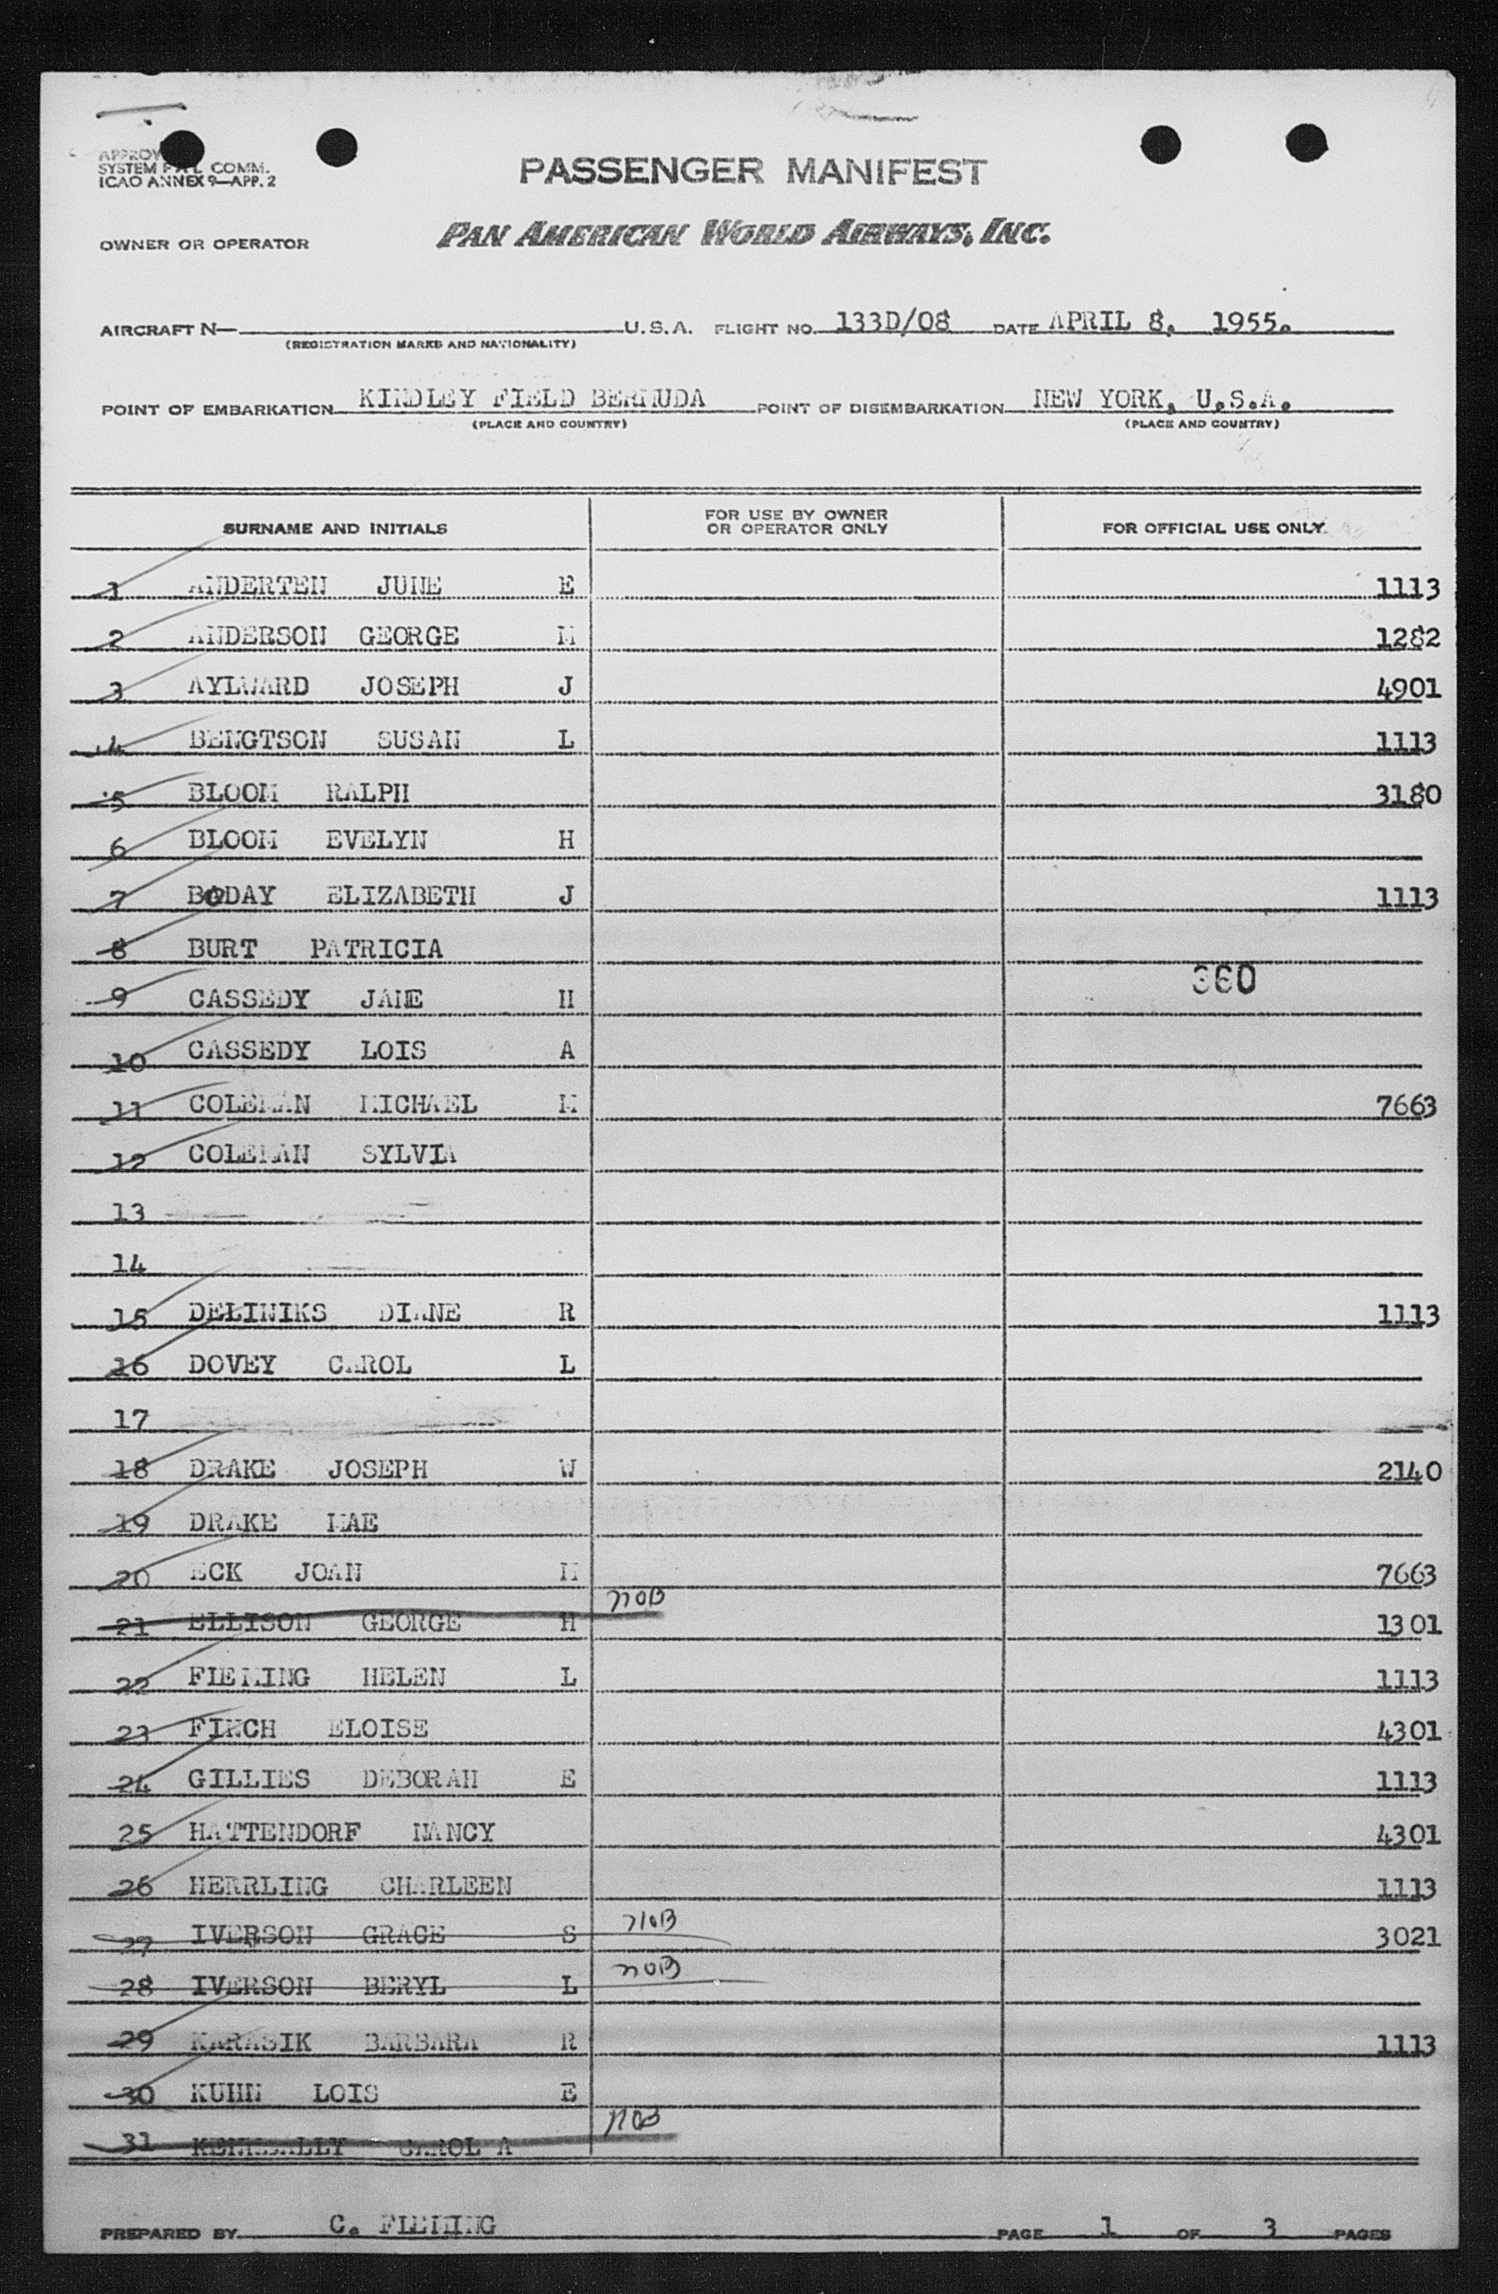 SYSTEM FAL COMM.
ICAO ANNEX 9—APP. 2
PASSENGER MANIFEST
OWNER OR OPERATOR PAN AMERICAN WORLD AIRWAYS, INC.
AIRCRAFT N— U.S.A. FLIGHT NO. 133D/08 DATE APRIL 8, 1955.
(REGISTRATION MARKS AND NATIONALITY)
POINT OF EMBARKATION KINDLEY FIELD BERMUDA POINT OF DISEMBARKATION NEW YORK, U.S.A.
(PLACE AND COUNTRY) (PLACE AND COUNTRY)
SURNAME AND INITIALS FOR USE BY OWNER OR OPERATOR ONLY FOR OFFICIAL USE ONLY
1 ANDERTEN JUNE E 1113
2 ANDERSON GEORGE M 1282
3 AYLWARD JOSEPH J 4901
4 BENGTSON SUSAN L 1113
5 BLOOM RALPH 3180
6 BLOOM EVELYN H
7 BODAY ELIZABETH J 1113
8 BURT PATRICIA
360
9 CASSEDY JANE H
10 CASSEDY LOIS A
11 COLEMAN MICHAEL M 7663
12 COLEMAN SYLVIA
13
14
15 DELINIKS DIANE R 1113
16 DOVEY CAROL L
17
18 DRAKE JOSEPH W 2140
19 DRAKE MAE
20 ECK JOAN M 7663
21 ELLISON GEORGE H NOB 1301
22 FLEMING HELEN L 1113
23 FINCH ELOISE 4301
24 GILLIES DEBORAH E 1113
25 HATTENDORF NANCY 4301
26 HERRLING CHARLEEN 1113
27 IVERSON GRACE S NOB 3021
28 IVERSON BERYL L NOB
29 KARASIK BARBARA R 1113
30 KUHN LOIS E
31 CAROL A NOB
PREPARED BY C. FLEMING PAGE 1 OF 3 PAGES